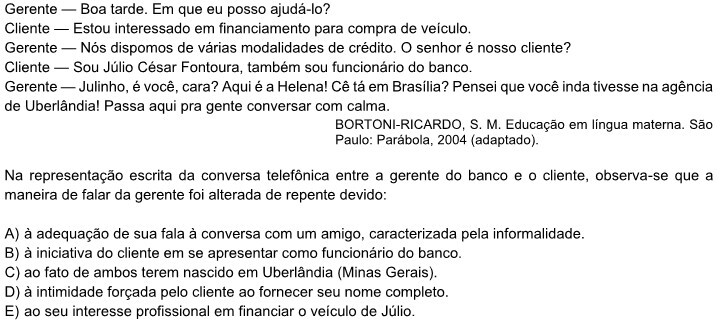 Gerente — Boa tarde. Em que eu posso ajudá-lo?
Cliente — Estou interessado em financiamento para compra de veículo.
Gerente — Nós dispomos de várias modalidades de crédito. O senhor é nosso cliente?
Cliente — Sou Júlio César Fontoura, também sou funcionário do banco.
Gerente — Julinho, é você, cara? Aqui é a Helena! Cê tá em Brasília? Pensei que você inda tivesse na agência
de Uberlândia! Passa aqui pra gente conversar com calma.
BORTONI-RICARDO, S. M. Educação em língua materna. São
Paulo: Parábola, 2004 (adaptado).
Na representação escrita da conversa telefônica entre a gerente do banco e o cliente, observa-se que a
maneira de falar da gerente foi alterada de repente devido:
A) à adequação de sua fala à conversa com um amigo, caracterizada pela informalidade.
B) à iniciativa do cliente em se apresentar como funcionário do banco.
C) ao fato de ambos terem nascido em Uberlândia (Minas Gerais).
D) à intimidade forçada pelo cliente ao fornecer seu nome completo.
E) ao seu interesse profissional em financiar o veículo de Júlio.